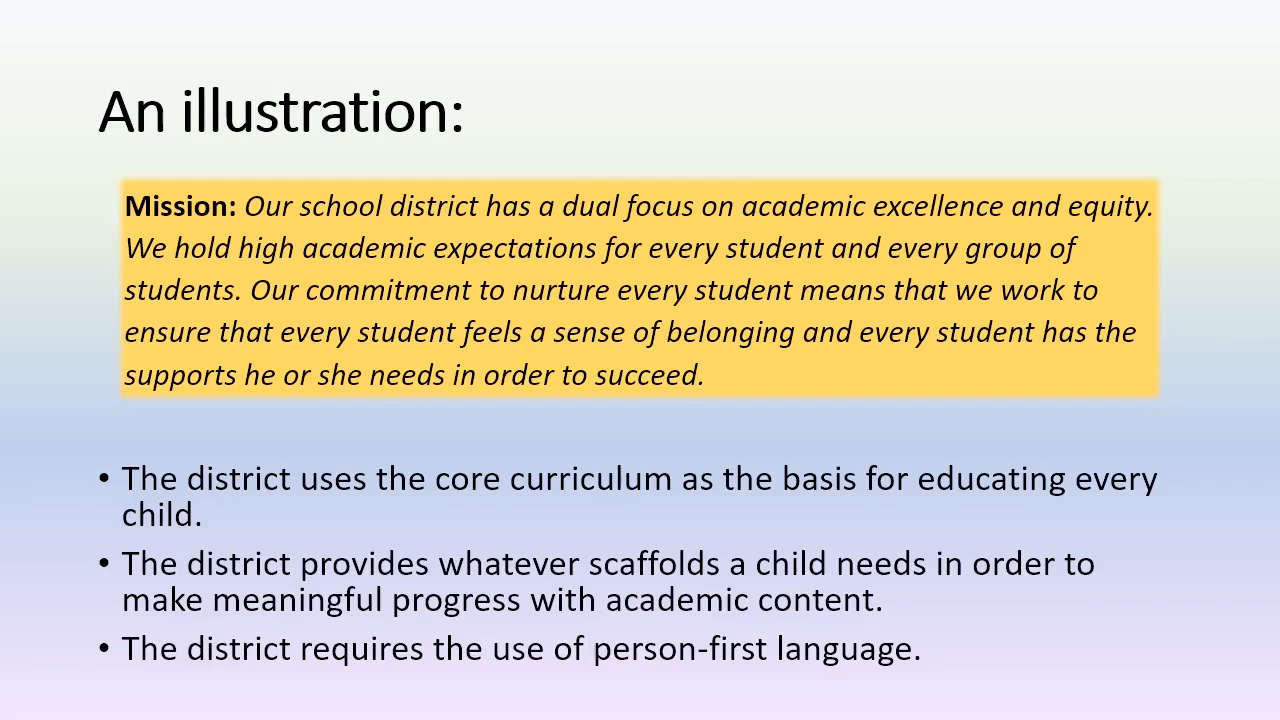 An illustration:
Mission: Our school district has a dual focus on academic excellence and equity.
We hold high academic expectations for every student and every group of
students. Our commitment to nurture every student means that we work to
ensure that every student feels a sense of belonging and every student has the
supports he or she needs in order to succeed.
• The district uses the core curriculum as the basis for educating every
child.
• The district provides whatever scaffolds a child needs in order to
make meaningful progress with academic content.
• The district requires the use of person-first language.